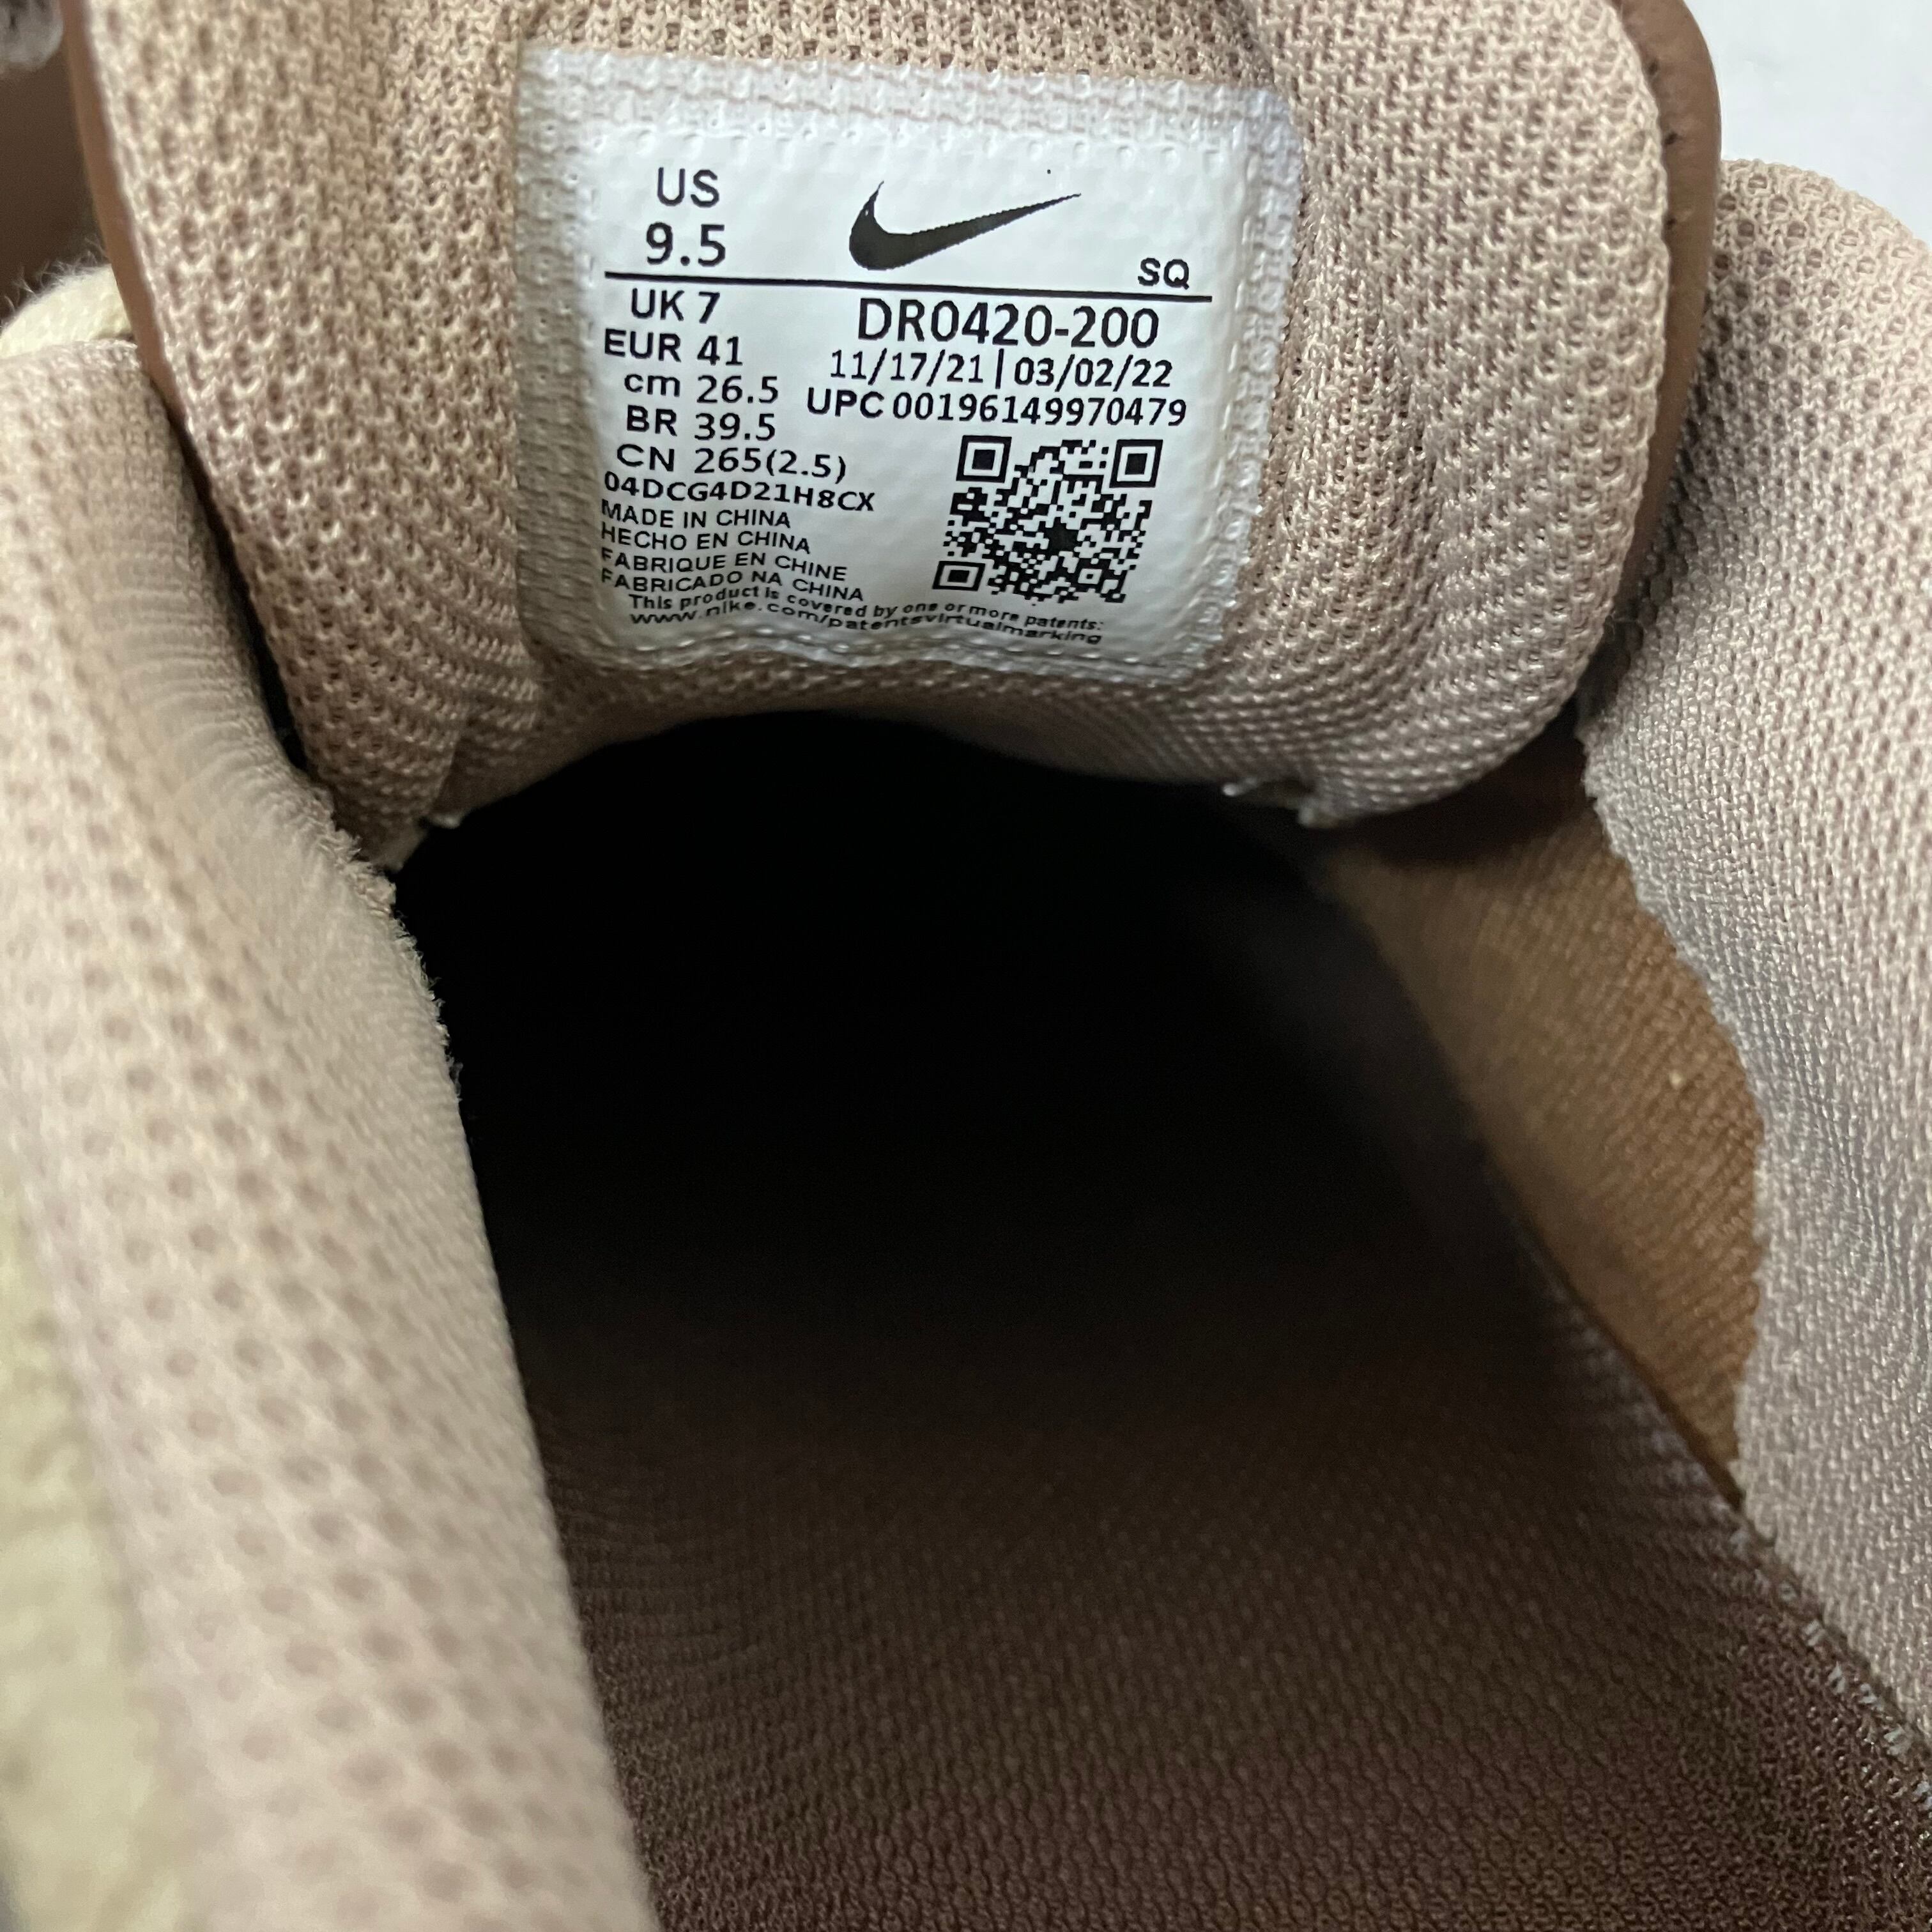 US
9.5
SQ
UK 7
EUR 41
cm 26.5
BR 39.5
CN 265(2.5)
DR0420-200
11/17/21 | 03/02/22
UPC 00196149970479
04DCG4D21H8CX
MADE IN CHINA
HECHO EN CHINA
FABRIQUE EN CHINE
FABRICADO NA CHINA
This product is covered by one or more patents:
www.nike.com/patentsvirtualmarking